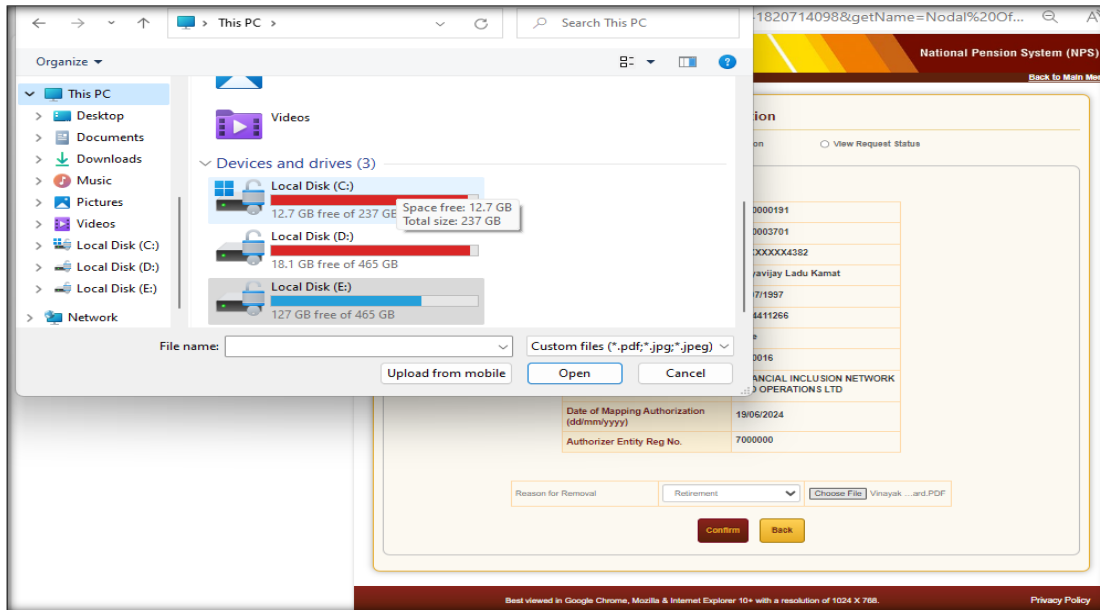 This PC
Search This PC
1820714098&getName=Nodal%20Of...
Organize
National Pension System (NPS)
Back to Main Me
This PC
Desktop
Documents
Downloads
Music
Pictures
Videos
Local Disk (C:)
Local Disk (D:)
Local Disk (E:)
Network
Videos
Devices and drives (3)
Local Disk (C:)
12.7 GB free of 237 GB
Space free: 12.7 GB
Total size: 237 GB
Local Disk (D:)
18.1 GB free of 465 GB
Local Disk (E:)
127 GB free of 465 GB
File name:
Custom files (*.pdf;*.jpg;*.jpeg)
Upload from mobile
Open
Cancel
ion
on
View Request Status
0000191
0003701
XXXXXX4382
avijay Ladu Kamat
07/1997
4411266
e
0016
ANCIAL INCLUSION NETWORK
D OPERATIONS LTD
Date of Mapping Authorization
(dd/mm/yyyy)
19/06/2024
Authorizer Entity Reg No.
7000000
Reason for Removal
Retirement
Choose File
Vinayak ...ard.PDF
Confirm
Back
Best viewed in Google Chrome, Mozilla & Internet Explorer 10+ with a resolution of 1024 X 768.
Privacy Policy